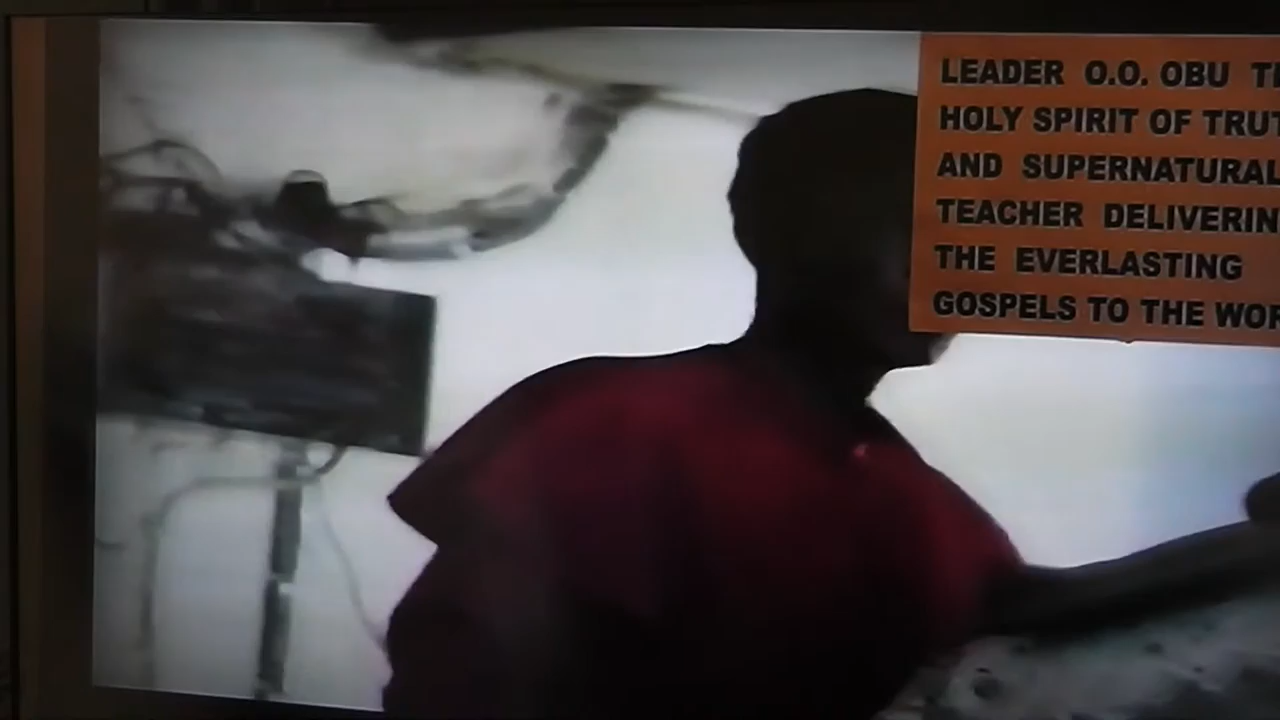 LEADER O.O. OBU
HOLY SPIRIT OF
AND SUPERNATURAL
TEACHER
THE EVERLASTING
GOSPELS TO THE